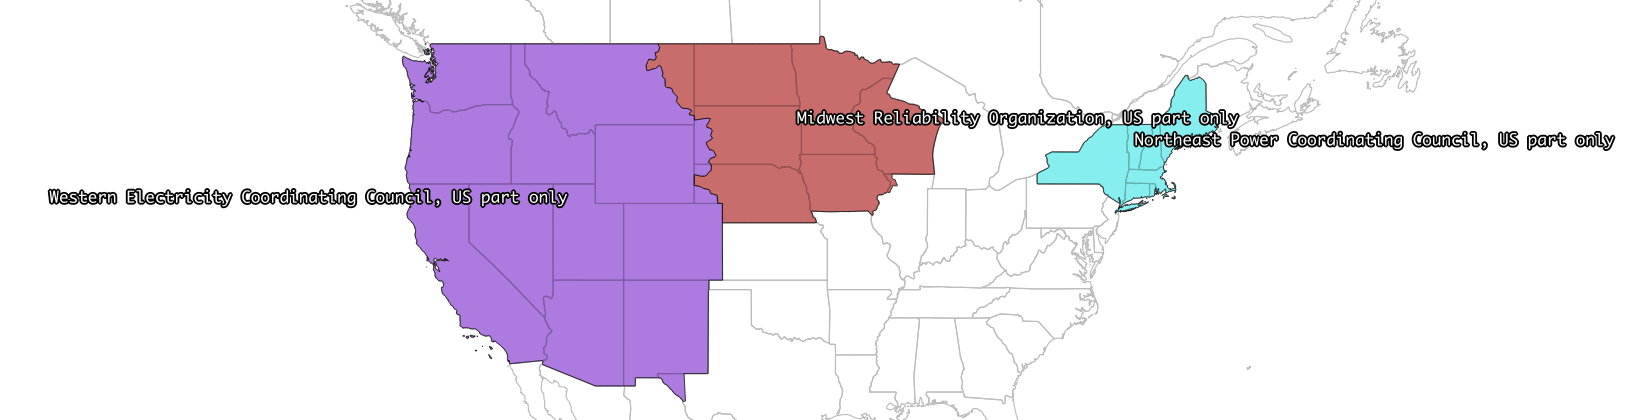 Midwest Reliability Organization, US part only
Northeast Power Coordinating Council, US part only
Western Electricity Coordinating Council, US part only